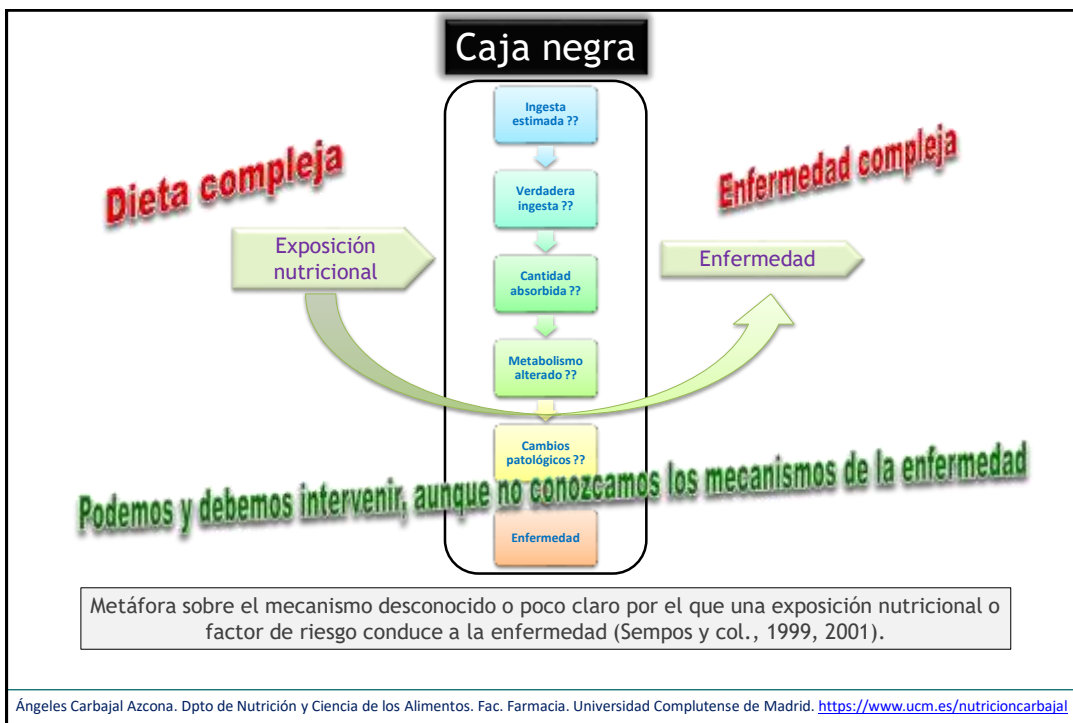 Caja negra
Ingesta
estimada ??
Dieta compleja
Enfermedad compleja
Verdadera
ingesta ??
Exposición
nutricional
Enfermedad
Cantidad
absorbida ??
Metabolismo
alterado ??
Cambios
patológicos ??
Podemos y debemos intervenir, aunque no conozcamos los mecanismos de la enfermedad
Enfermedad
Metáfora sobre el mecanismo desconocido o poco claro por el que una exposición nutricional o
factor de riesgo conduce a la enfermedad (Sempos y col., 1999, 2001).
Ángeles Carbajal Azcona. Dpto de Nutrición y Ciencia de los Alimentos. Fac. Farmacia. Universidad Complutense de Madrid. https://www.ucm.es/nutricioncarbajal